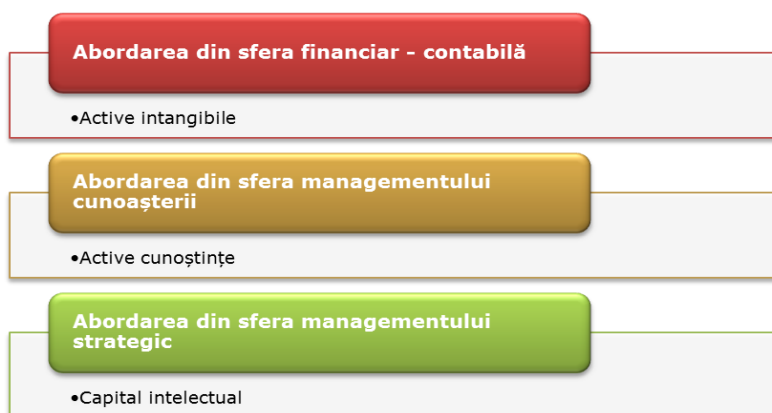 Abordarea din sfera financiar - contabilă
•Active intangibile
Abordarea din sfera managementului
cunoașterii
•Active cunoștințe
Abordarea din sfera managementului
strategic
•Capital intelectual